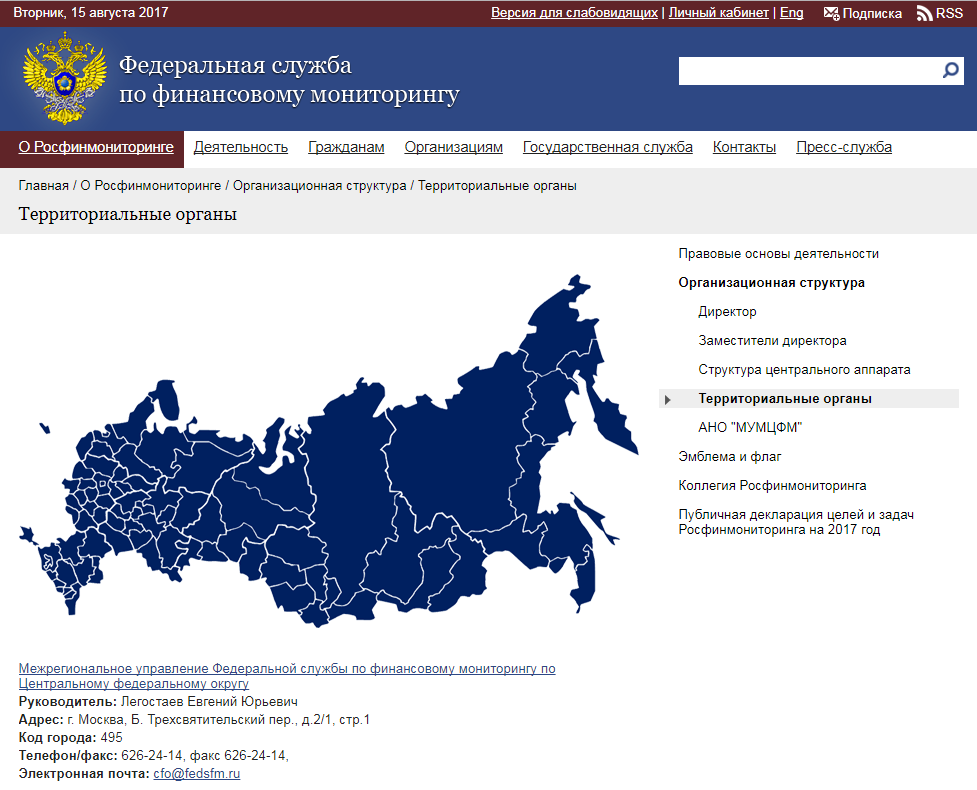 Вторник, 15 августа 2017
Версия для слабовидящих | Личный кабинет | Eng
Подписка
RSS
Федеральная служба
по финансовому мониторингу
О Росфинмониторинге Деятельность Гражданам Организациям Государственная служба Контакты Пресс-служба
Главная / О Росфинмониторинге / Организационная структура / Территориальные органы
Территориальные органы
Правовые основы деятельности
Организационная структура
Директор
Заместители директора
Структура центрального аппарата
Территориальные органы
АНО "МУМЦФМ"
Эмблема и флаг
Коллегия Росфинмониторинга
Публичная декларация целей и задач
Росфинмониторинга на 2017 год
Межрегиональное управление Федеральной службы по финансовому мониторингу по
Центральному федеральному округу
Руководитель: Легостаев Евгений Юрьевич
Адрес: г. Москва, Б. Трехсвятительский пер., д.2/1, стр.1
Код города: 495
Телефон/факс: 626-24-14, факс 626-24-14,
Электронная почта: cfo@fedsfm.ru